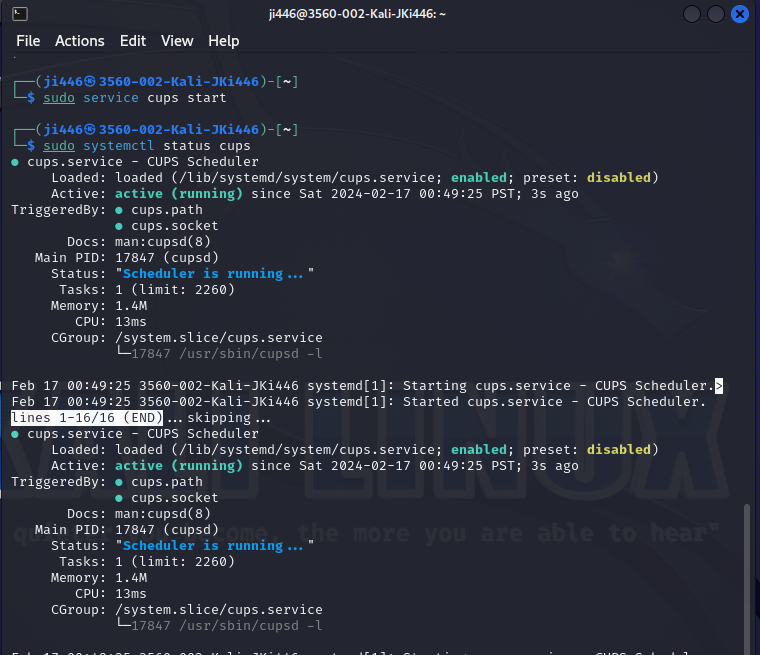 ji446@3560-002-Kali-JKi446: ~
File Actions Edit View Help
┌──(ji446㉿3560-002-Kali-JKi446)-[~]
└─$ sudo service cups start
┌──(ji446㉿3560-002-Kali-JKi446)-[~]
└─$ sudo systemctl status cups
● cups.service - CUPS Scheduler
Loaded: loaded (/lib/systemd/system/cups.service; enabled; preset: disabled)
Active: active (running) since Sat 2024-02-17 00:49:25 PST; 3s ago
TriggeredBy: ● cups.path
● cups.socket
Docs: man:cupsd(8)
Main PID: 17847 (cupsd)
Status: "Scheduler is running..."
Tasks: 1 (limit: 2260)
Memory: 1.4M
CPU: 13ms
CGroup: /system.slice/cups.service
└─17847 /usr/sbin/cupsd -l
Feb 17 00:49:25 3560-002-Kali-JKi446 systemd[1]: Starting cups.service - CUPS Scheduler.>
Feb 17 00:49:25 3560-002-Kali-JKi446 systemd[1]: Started cups.service - CUPS Scheduler.
lines 1-16/16 (END)...skipping...
● cups.service - CUPS Scheduler
Loaded: loaded (/lib/systemd/system/cups.service; enabled; preset: disabled)
Active: active (running) since Sat 2024-02-17 00:49:25 PST; 3s ago
TriggeredBy: ● cups.path
● cups.socket
Docs: man:cupsd(8)
Main PID: 17847 (cupsd)
Status: "Scheduler is running..."
Tasks: 1 (limit: 2260)
Memory: 1.4M
CPU: 13ms
CGroup: /system.slice/cups.service
└─17847 /usr/sbin/cupsd -l
LINUX
the more you are able to hear"